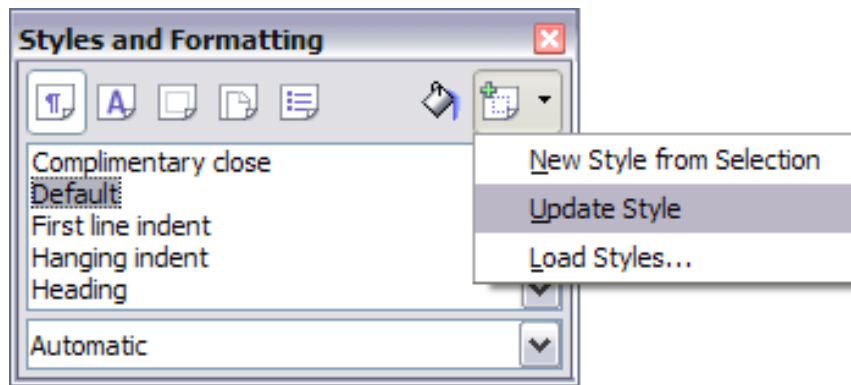 Styles and Formatting
Complimentary close
Default
First line indent
Hanging indent
Heading
Automatic
New Style from Selection
Update Style
Load Styles...